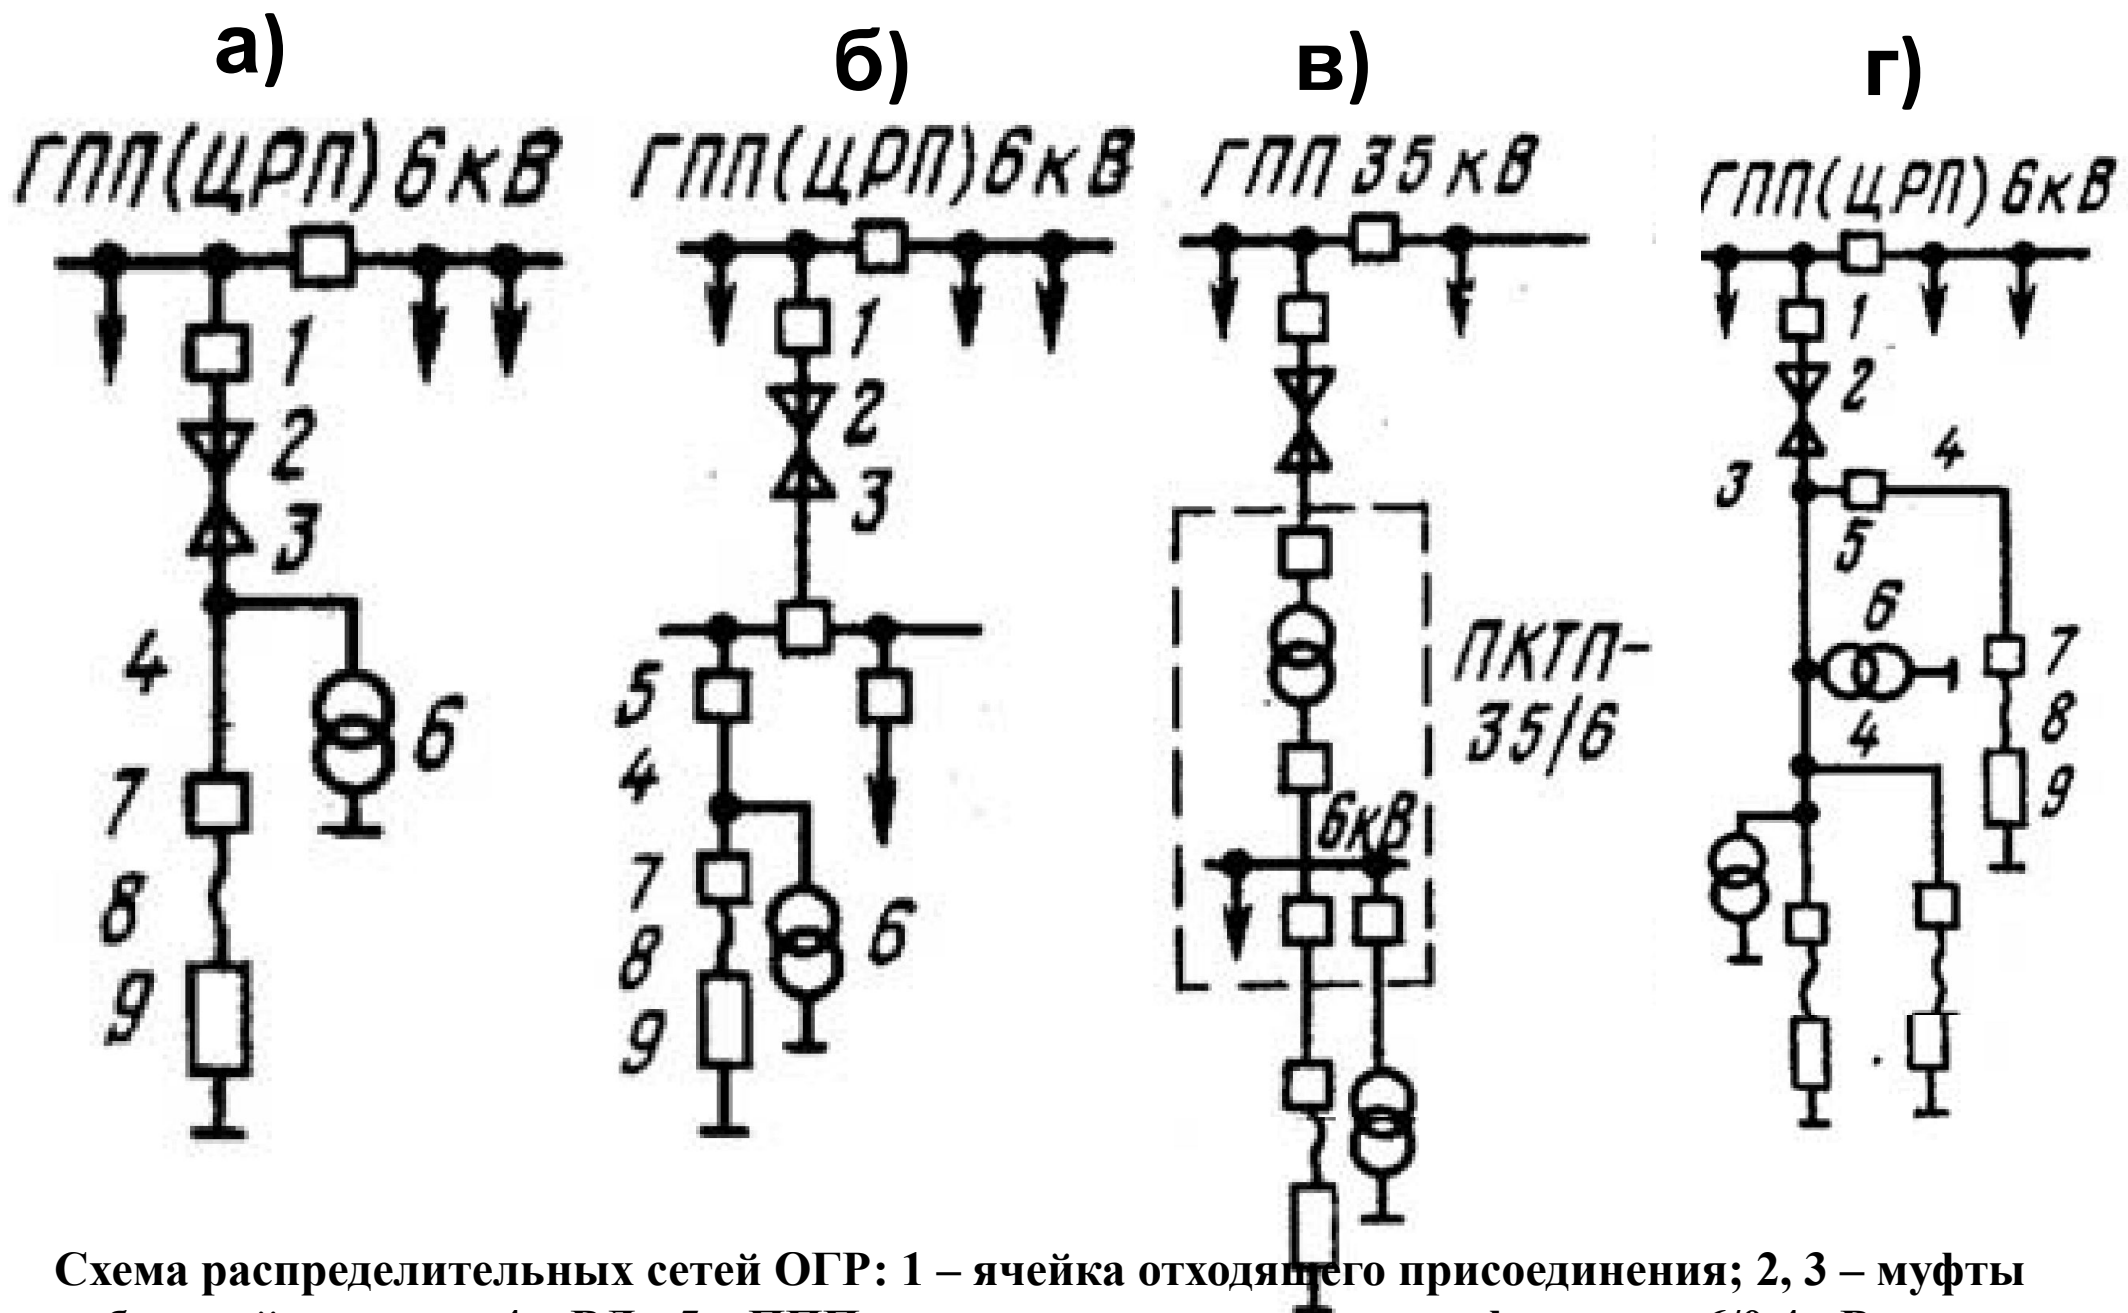 а)
б)
в)
г)
ГПП(ЦРП) 6кВ
1
2
3
4
6
7
8
9
ГПП(ЦРП) 6кВ
1
2
3
5
4
7
6
8
9
ГПП 35 кВ
ПКТП-
35/6
6кВ
ГПП(ЦРП) 6кВ
1
2
3
4
5
6
7
8
4
9
Схема распределительных сетей ОГР: 1 – ячейка отходящего присоединения; 2, 3 – муфты